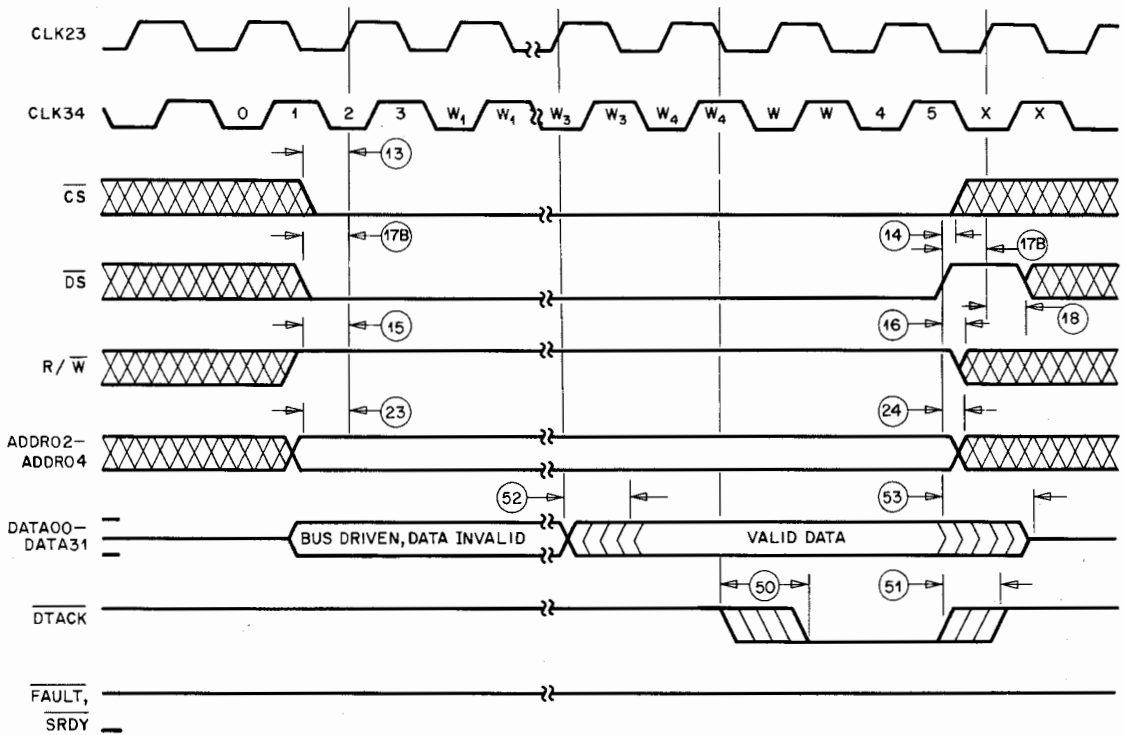 CLK23
CLK34
0 1 2 3 W1 W1 W3 W3 W4 W4 W W 4 5 X X
13
CS
17B 14 17B
DS
15 16 18
R/W
23 24
ADDR02-
ADDR04
52 53
DATA00-
DATA31
BUS DRIVEN, DATA INVALID VALID DATA
50 51
DTACK
FAULT,
SRDY